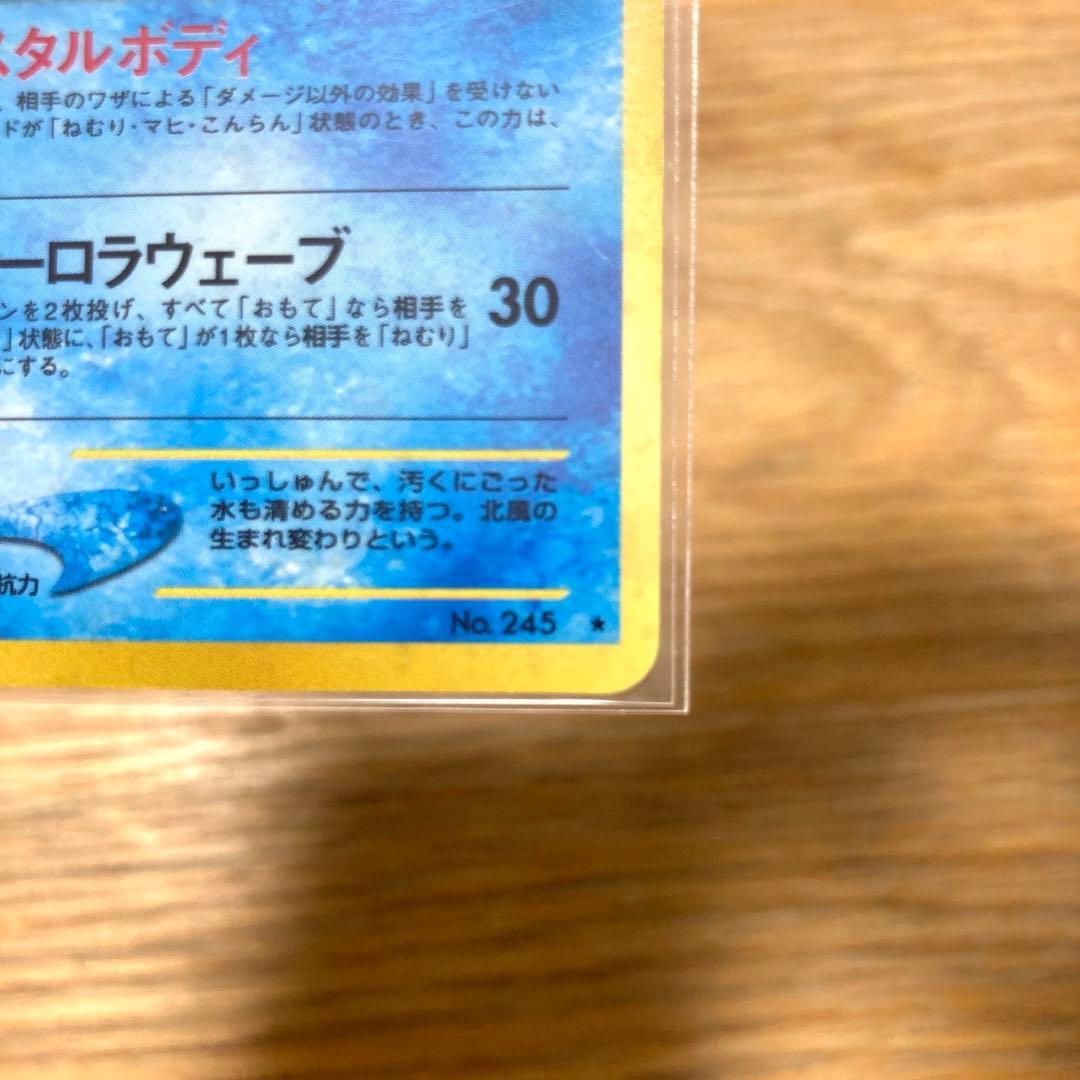 スタルボディ
、相手のワザによる「ダメージ以外の効果」を受けない
ドが「ねむり・マヒ・こんらん」状態のとき、この力は、
ーロラウェーブ
30
ンを2枚投げ、すべて「おもて」なら相手を
」状態に、「おもて」が1枚なら相手を「ねむり」
にする。
いっしゅんで、汚くにごった
水も清める力を持つ。北風の
生まれ変わりという。
抗力
No. 245 ★